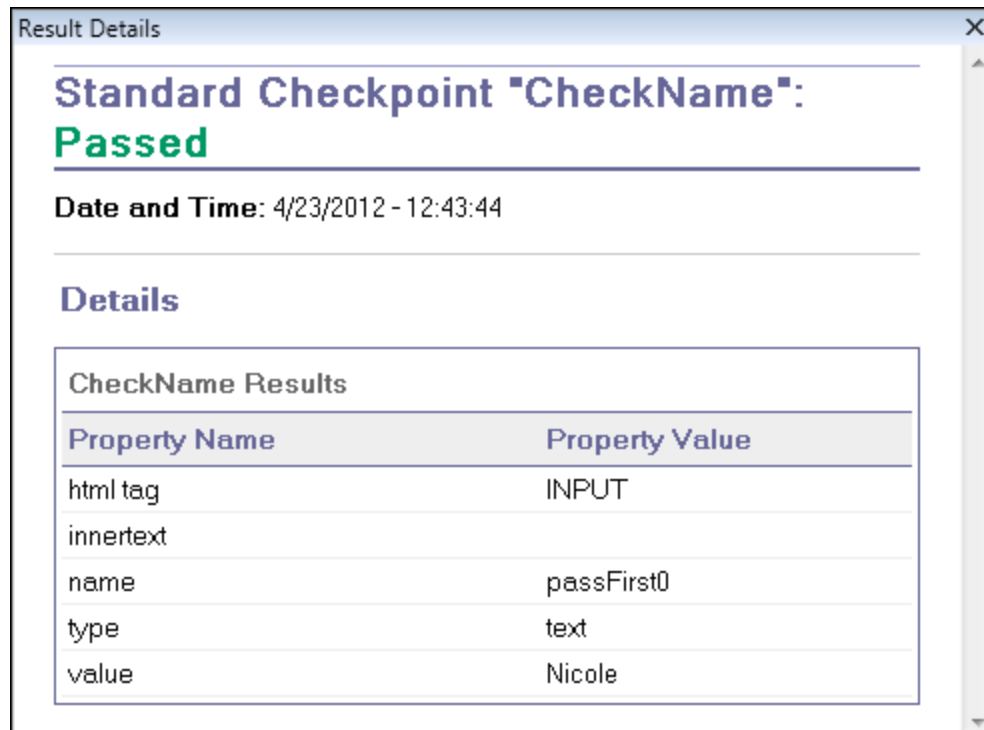 Result Details
Standard Checkpoint "CheckName":
Passed
Date and Time: 4/23/2012 - 12:43:44
Details
CheckName Results
Property Name Property Value
html tag INPUT
innertext
name passFirst0
type text
value Nicole